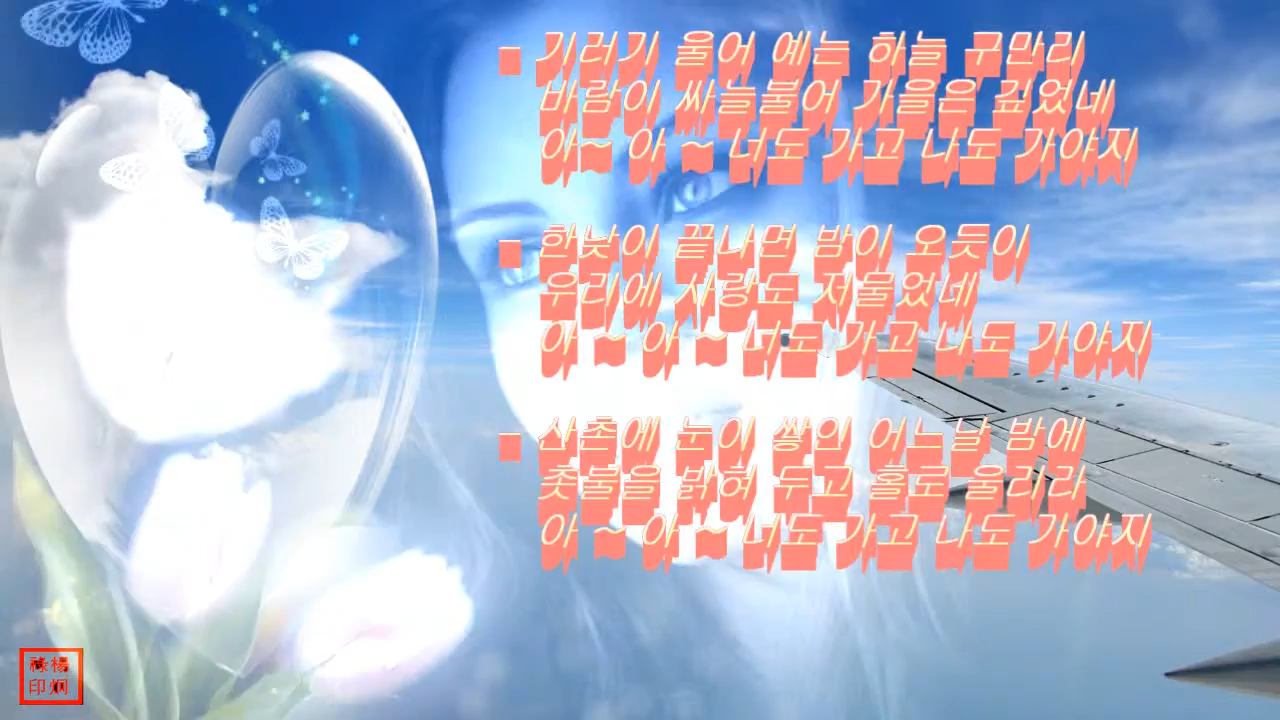 기러기 울어 예는 하늘 구만리
바람이 싸늘불어 가을은 깊었네
아~ 아 ~ 너도 가고 나도 가야지
한낮이 끝나면 밤이 오듯이
우리에 사랑도 저물었네
아 ~ 아 ~ 너도 가고 나도 가야지
산촌에 눈이 쌓인 어느날 밤에
촛불을 밝혀 두고 홀로 울리라
아 ~ 아 ~ 너도 가고 나도 가야지